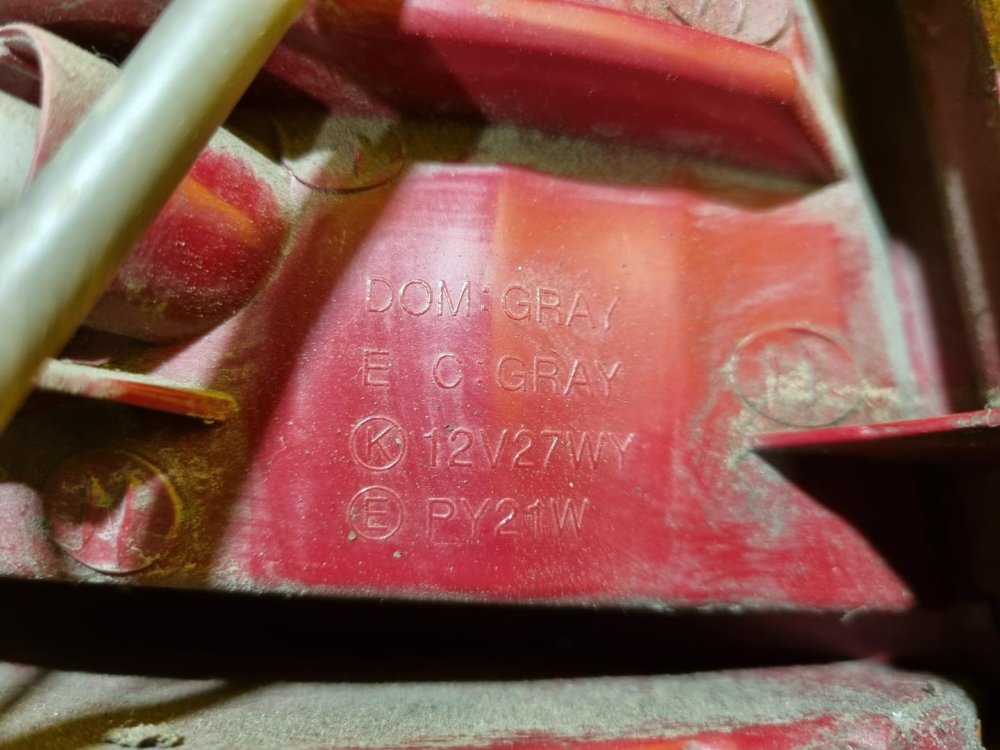 DOM:GRAY
E C:GRAY
Ⓚ 12V27WY
Ⓔ PY21W